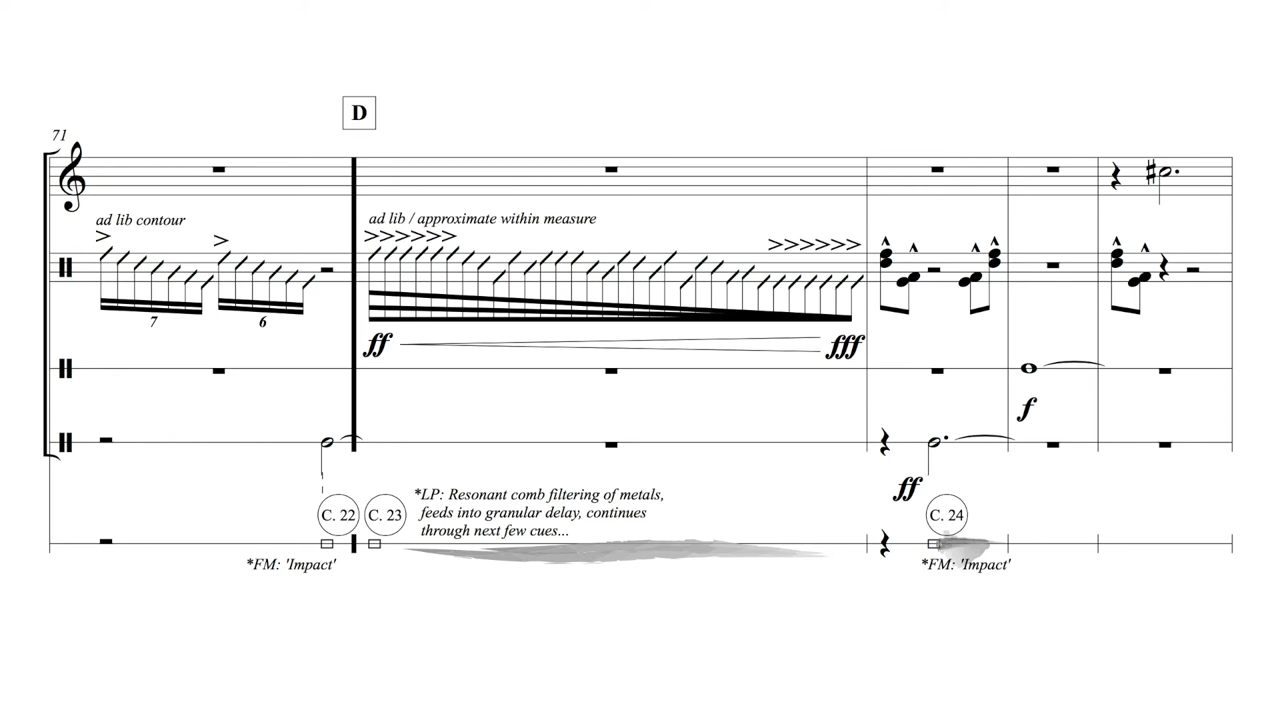 D
71
ad lib contour
ad lib / approximate within measure
7
6
ff
fff
f
ff
C. 22
C. 23
*LP: Resonant comb filtering of metals,
feeds into granular delay, continues
through next few cues...
C. 24
*FM: 'Impact'
*FM: 'Impact'